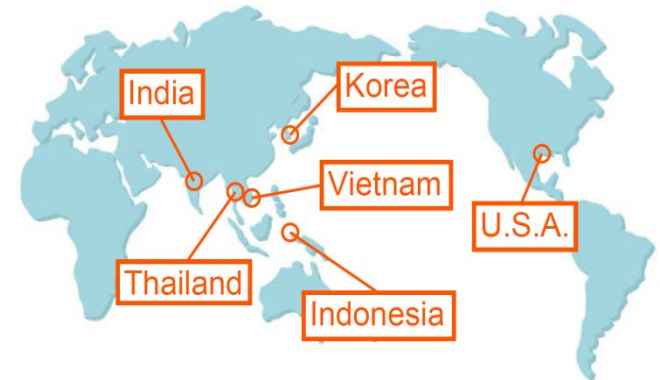 India
Korea
Vietnam
U.S.A.
Thailand
Indonesia